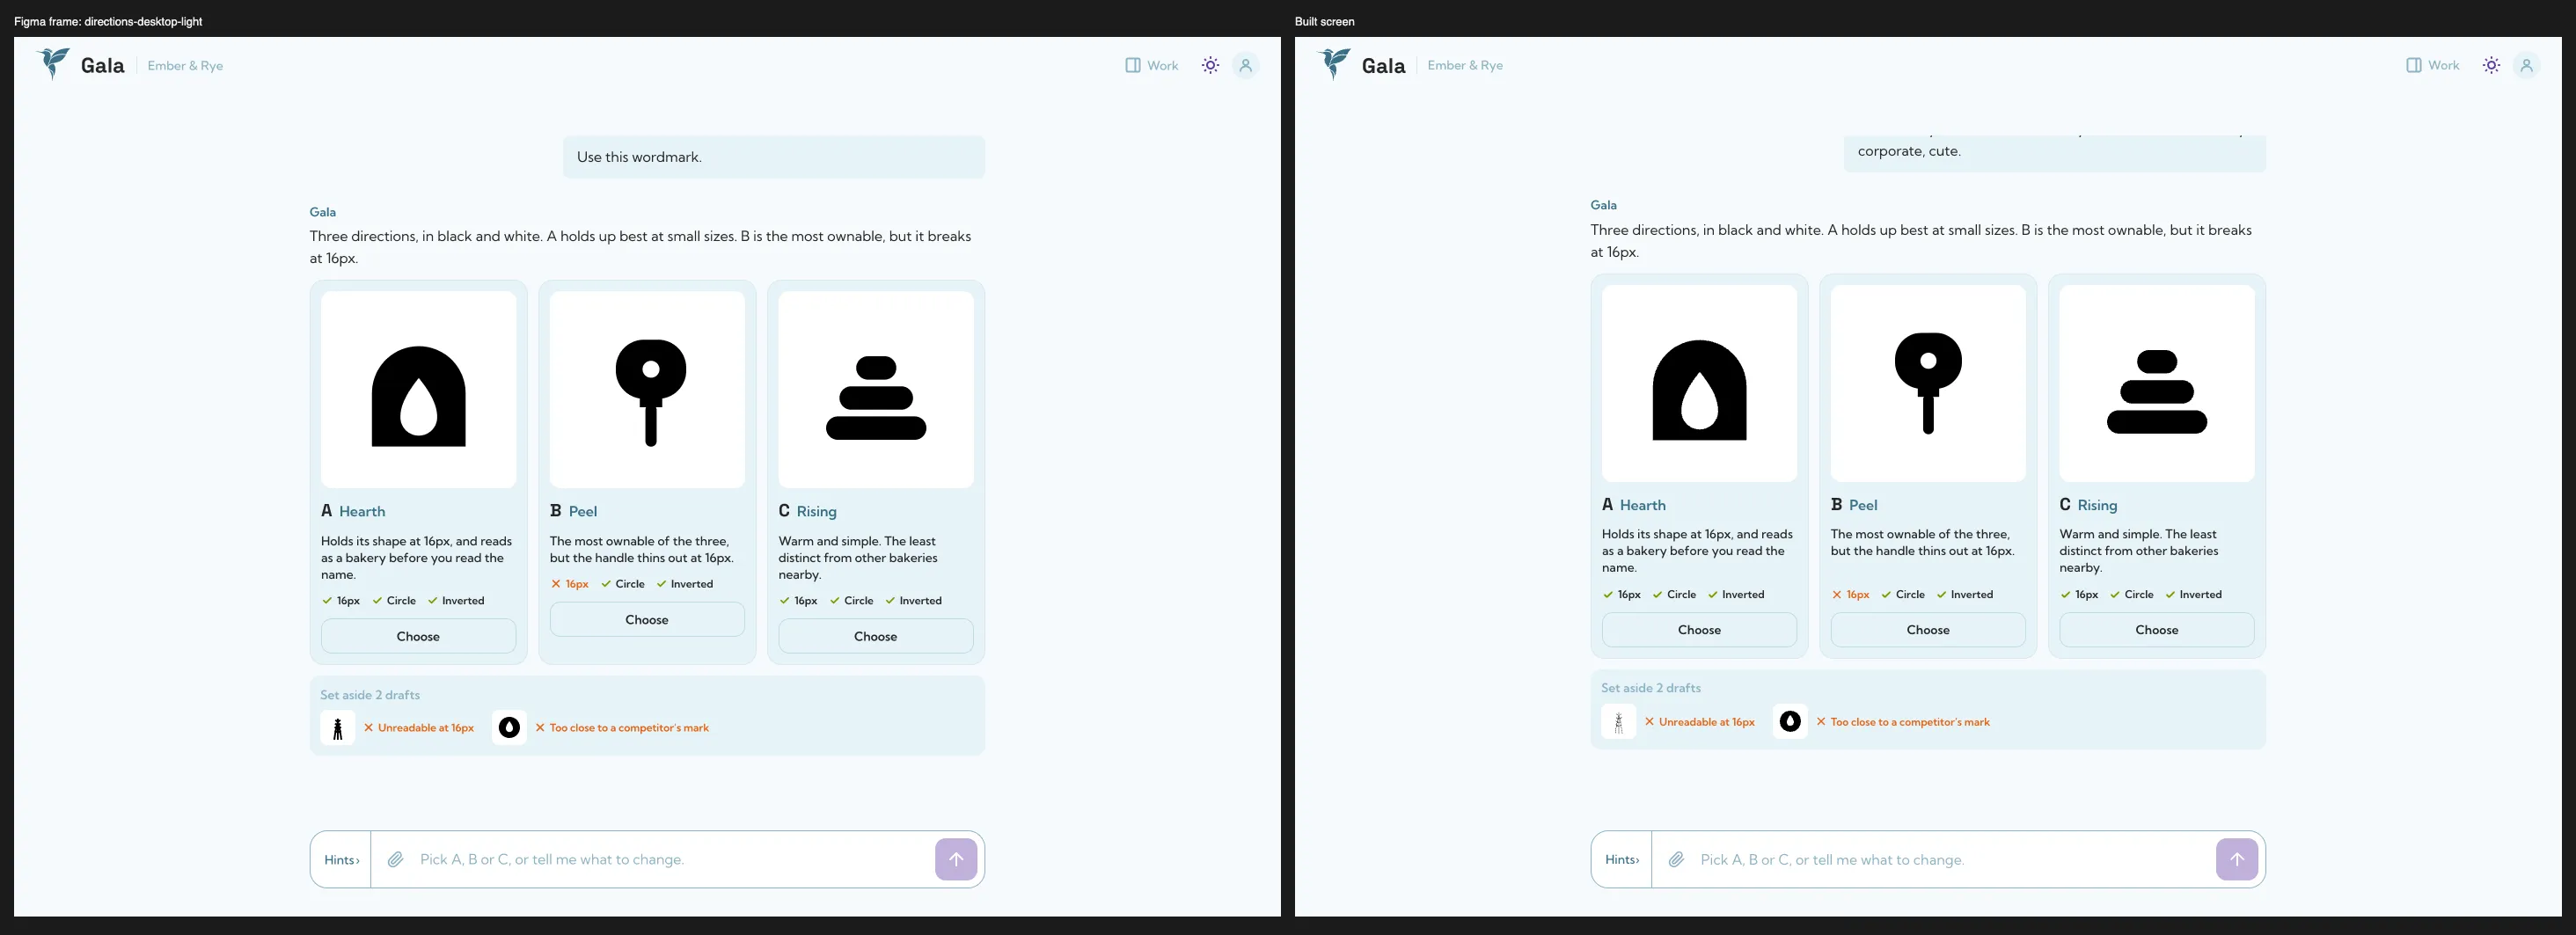 Figma frame: directions-desktop-light
Gala
Ember & Rye
Work
Use this wordmark.
Gala
Three directions, in black and white. A holds up best at small sizes. B is the most ownable, but it breaks
at 16px.
A Hearth
Holds its shape at 16px, and reads
as a bakery before you read the
name.
16px Circle Inverted
Choose
B Peel
The most ownable of the three,
but the handle thins out at 16px.
16px Circle Inverted
Choose
C Rising
Warm and simple. The least
distinct from other bakeries
nearby.
16px Circle Inverted
Choose
Set aside 2 drafts
Unreadable at 16px
Too close to a competitor's mark
Hints ›
Pick A, B or C, or tell me what to change.
Built screen
Gala
Ember & Rye
Work
corporate, cute.
Gala
Three directions, in black and white. A holds up best at small sizes. B is the most ownable, but it breaks
at 16px.
A Hearth
Holds its shape at 16px, and reads
as a bakery before you read the
name.
16px Circle Inverted
Choose
B Peel
The most ownable of the three,
but the handle thins out at 16px.
16px Circle Inverted
Choose
C Rising
Warm and simple. The least
distinct from other bakeries
nearby.
16px Circle Inverted
Choose
Set aside 2 drafts
Unreadable at 16px
Too close to a competitor's mark
Hints ›
Pick A, B or C, or tell me what to change.